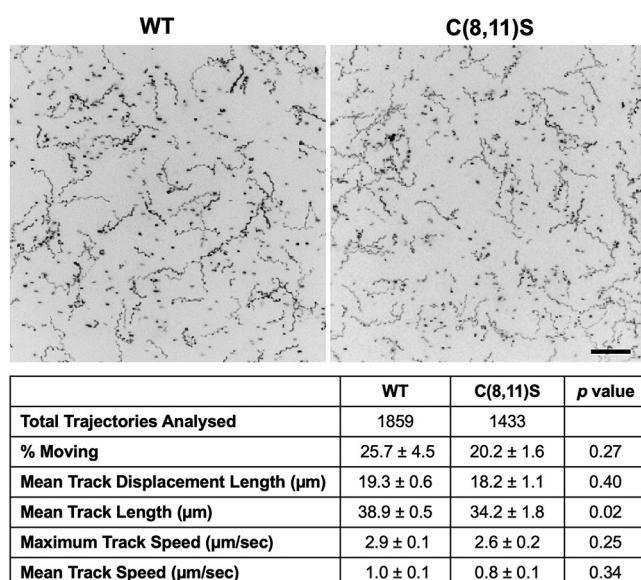 WT C(8,11)S
WT C(8,11)S p value
Total Trajectories Analysed 1859 1433
% Moving 25.7 ± 4.5 20.2 ± 1.6 0.27
Mean Track Displacement Length (µm) 19.3 ± 0.6 18.2 ± 1.1 0.40
Mean Track Length (µm) 38.9 ± 0.5 34.2 ± 1.8 0.02
Maximum Track Speed (µm/sec) 2.9 ± 0.1 2.6 ± 0.2 0.25
Mean Track Speed (µm/sec) 1.0 ± 0.1 0.8 ± 0.1 0.34